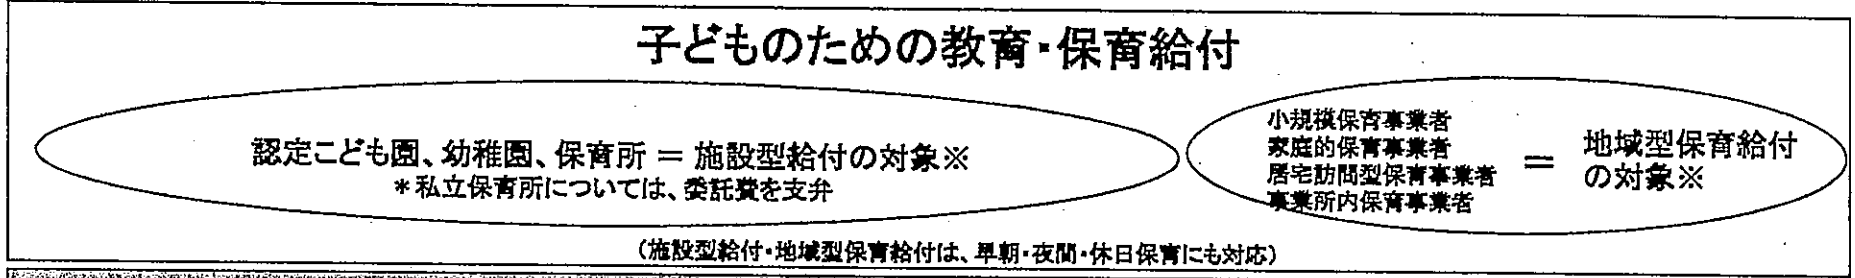 子どものための教育・保育給付
認定こども園、幼稚園、保育所 = 施設型給付の対象※
*私立保育所については、委託費を支弁
小規模保育事業者
家庭的保育事業者
居宅訪問型保育事業者
事業所内保育事業者
=
地域型保育給付
の対象※
(施設型給付・地域型保育給付は、早朝・夜間・休日保育にも対応)